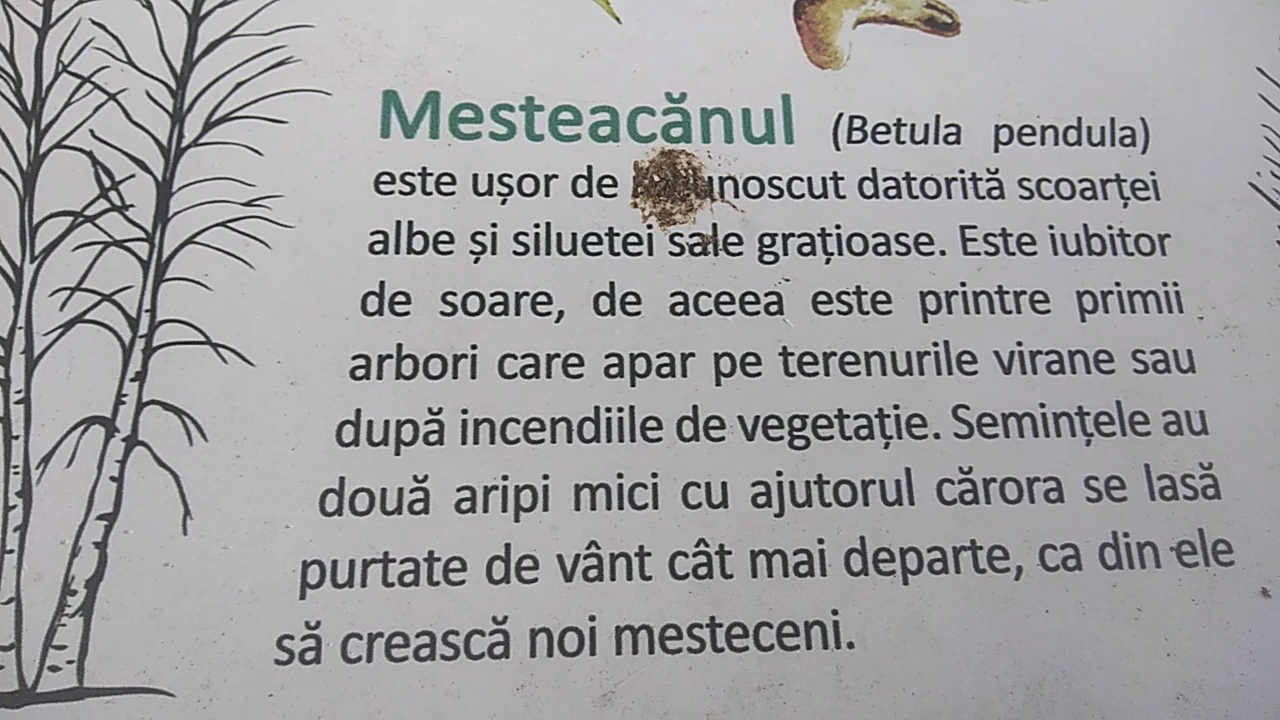 Mesteacănul (Betula pendula)
este ușor de datorită scoarței
albe și siluetei sale grațioase. Este iubitor
de soare, de aceea este printre primii
arbori care apar pe terenurile virane sau
după incendiile de vegetație. Semințele au
două aripi mici cu ajutorul cărora se lasă
purtate de vânt cât mai departe, ca din ele
să crească noi mesteceni.